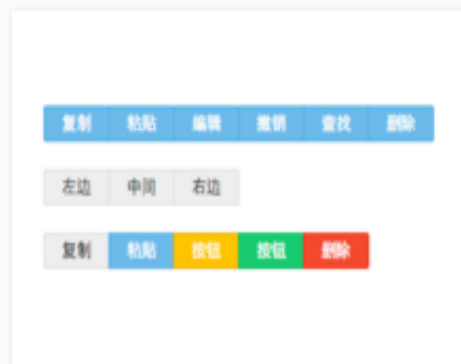 复制 粘贴 编辑 撤销 查找 删除
左边 中间 右边
复制 粘贴 按钮 按钮 删除